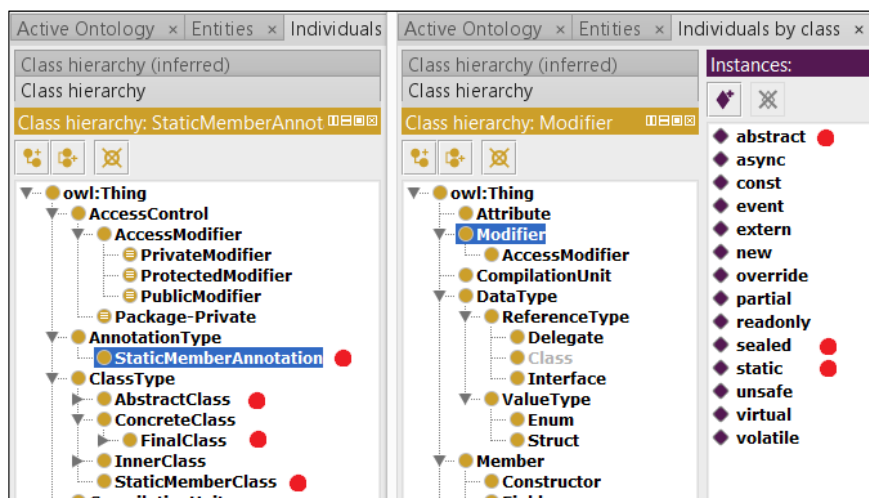 Active Ontology × Entities × Individuals
Class hierarchy (inferred)
Class hierarchy
Class hierarchy: StaticMemberAnnot
owl:Thing
AccessControl
AccessModifier
PrivateModifier
ProtectedModifier
PublicModifier
Package-Private
AnnotationType
StaticMemberAnnotation
ClassType
AbstractClass
ConcreteClass
FinalClass
InnerClass
StaticMemberClass
Active Ontology × Entities × Individuals by class ×
Class hierarchy (inferred)
Class hierarchy
Class hierarchy: Modifier
owl:Thing
Attribute
Modifier
AccessModifier
CompilationUnit
DataType
ReferenceType
Delegate
Class
Interface
ValueType
Enum
Struct
Member
Constructor
Instances:
abstract
async
const
event
extern
new
override
partial
readonly
sealed
static
unsafe
virtual
volatile